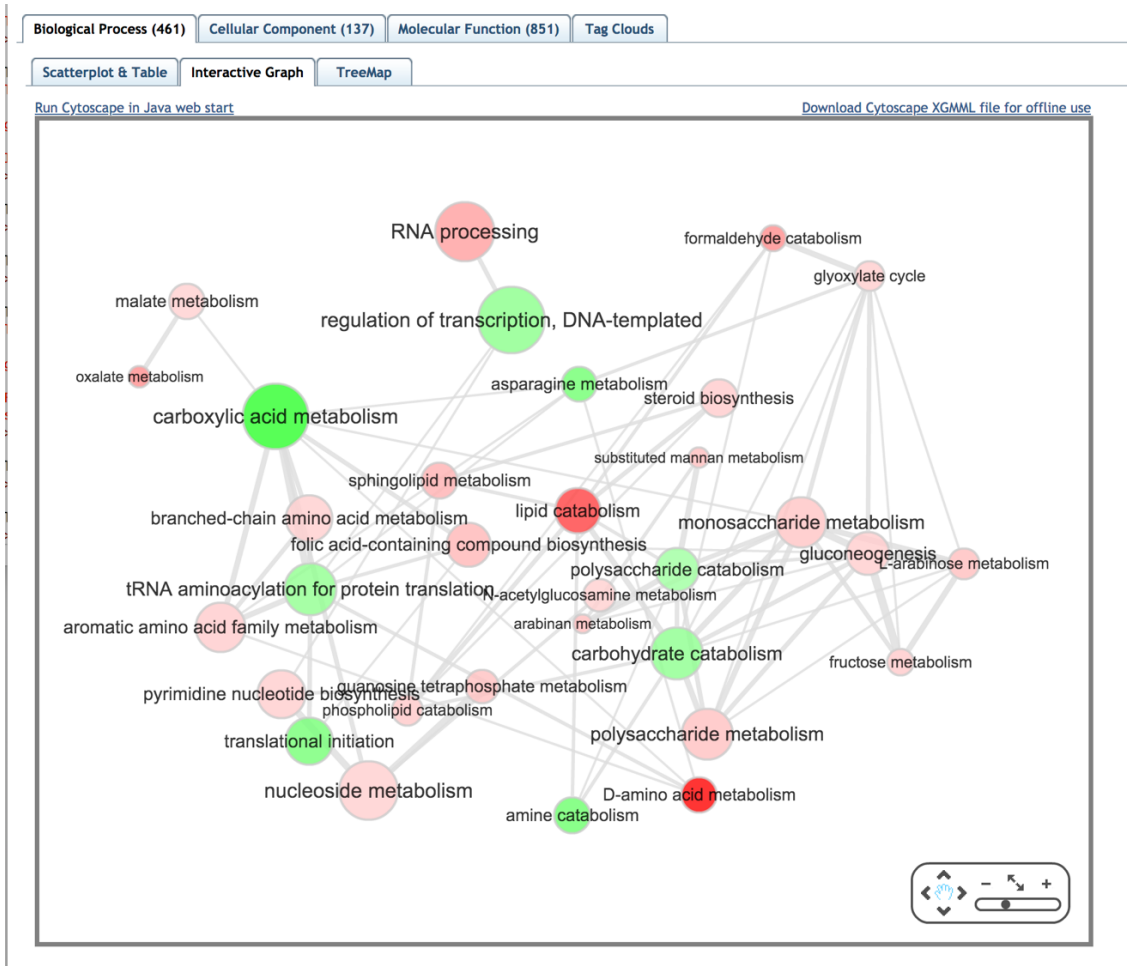 Biological Process (461) Cellular Component (137) Molecular Function (851) Tag Clouds
Scatterplot & Table Interactive Graph TreeMap
Run Cytoscape in Java web start Download Cytoscape XGMML file for offline use
RNA processing
formaldehyde catabolism
glyoxylate cycle
malate metabolism
regulation of transcription, DNA-templated
oxalate metabolism
asparagine metabolism
steroid biosynthesis
carboxylic acid metabolism
substituted mannan metabolism
sphingolipid metabolism
lipid catabolism
branched-chain amino acid metabolism
monosaccharide metabolism
folic acid-containing compound biosynthesis
gluconeogenesis
L-arabinose metabolism
polysaccharide catabolism
tRNA aminoacylation for protein translation
N-acetylglucosamine metabolism
arabinan metabolism
aromatic amino acid family metabolism
carbohydrate catabolism
fructose metabolism
guanosine tetraphosphate metabolism
pyrimidine nucleotide biosynthesis
phospholipid catabolism
polysaccharide metabolism
translational initiation
nucleoside metabolism
D-amino acid metabolism
amine catabolism